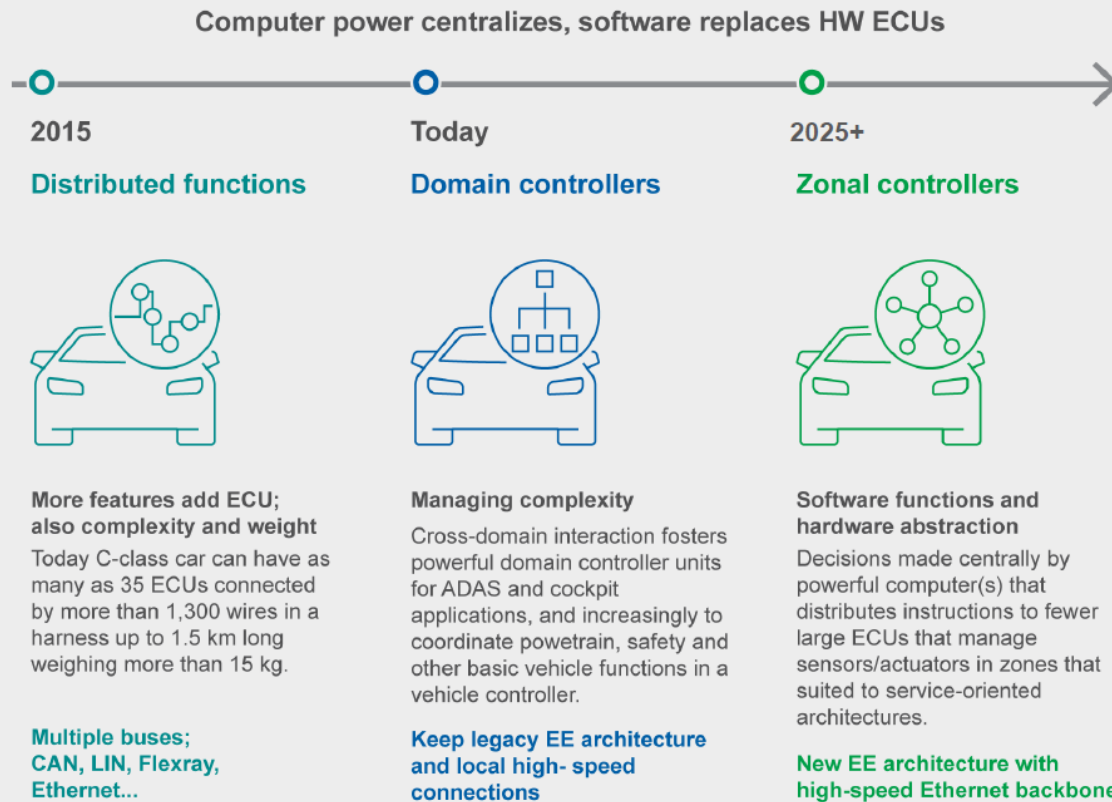 Computer power centralizes, software replaces HW ECUs
2015
Distributed functions
More features add ECU;
also complexity and weight
Today C-class car can have as
many as 35 ECUs connected
by more than 1,300 wires in a
harness up to 1.5 km long
weighing more than 15 kg.
Multiple buses;
CAN, LIN, Flexray,
Ethernet...
Today
Domain controllers
Managing complexity
Cross-domain interaction fosters
powerful domain controller units
for ADAS and cockpit
applications, and increasingly to
coordinate powetrain, safety and
other basic vehicle functions in a
vehicle controller.
Keep legacy EE architecture
and local high- speed
connections
2025+
Zonal controllers
Software functions and
hardware abstraction
Decisions made centrally by
powerful computer(s) that
distributes instructions to fewer
large ECUs that manage
sensors/actuators in zones that
suited to service-oriented
architectures.
New EE architecture with
high-speed Ethernet backbone